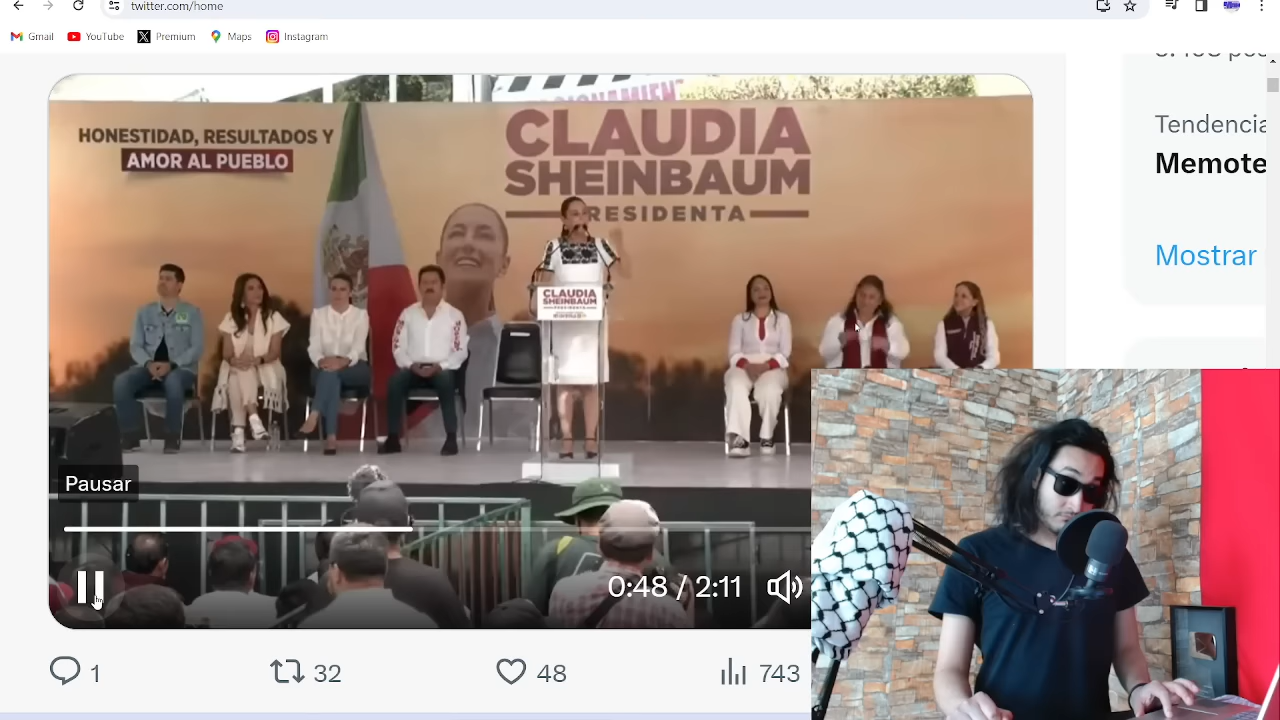 twitter.com/home
Gmail YouTube Premium Maps Instagram
HONESTIDAD, RESULTADOS Y
AMOR AL PUEBLO
CLAUDIA
SHEINBAUM
RESIDENTA
CLAUDIA
SHEINBAUM
Tendencia
Memote
Mostrar
Pausar
0:48 / 2:11
1 32 48 743